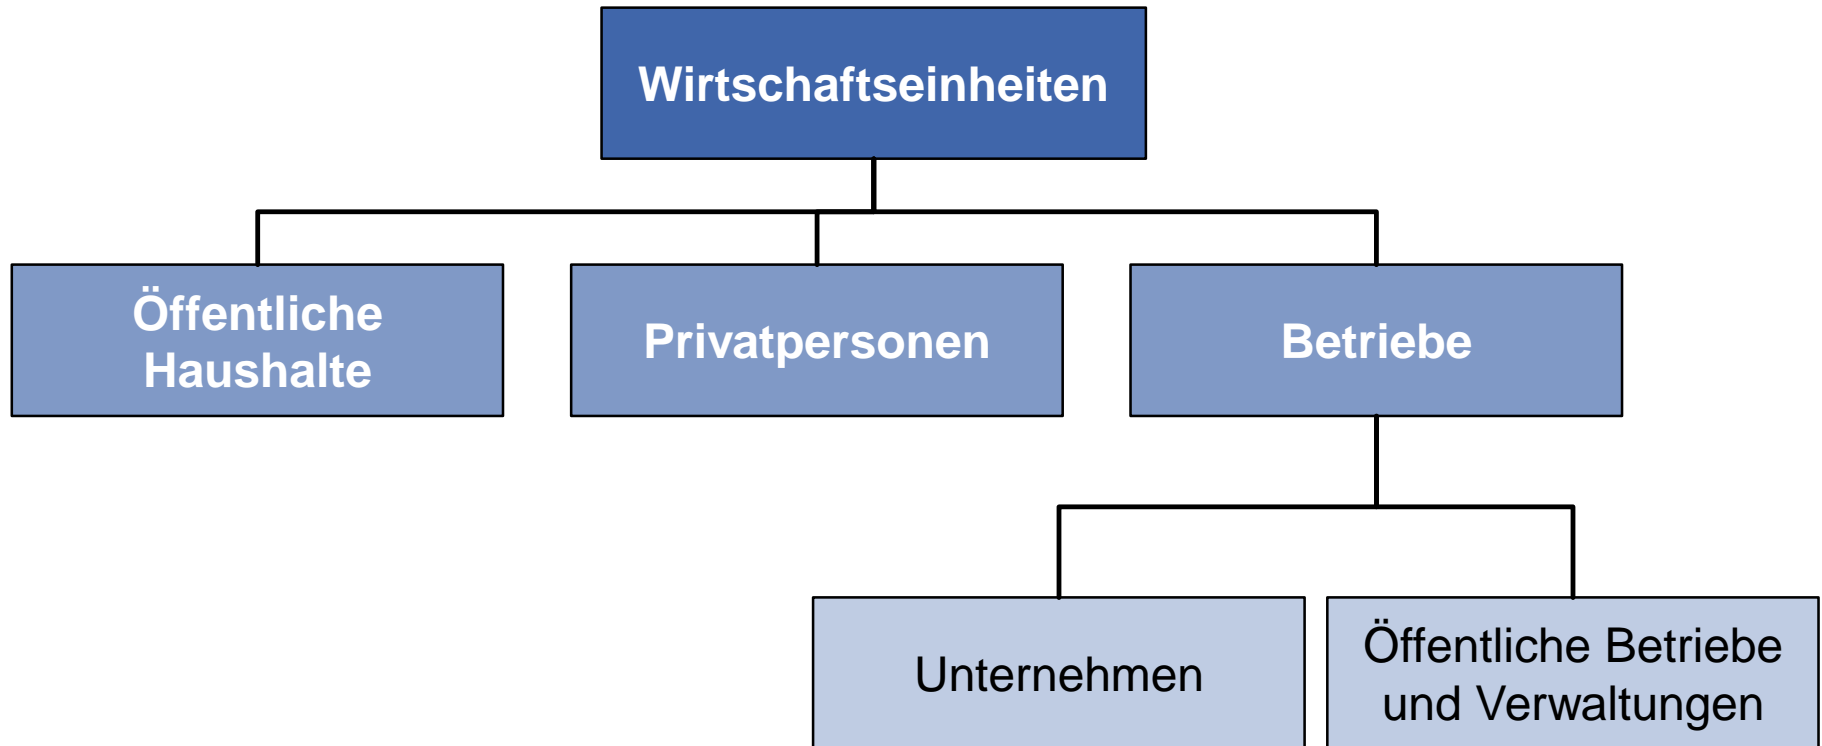 Wirtschaftseinheiten
Öffentliche
Haushalte
Privatpersonen
Betriebe
Unternehmen
Öffentliche Betriebe
und Verwaltungen